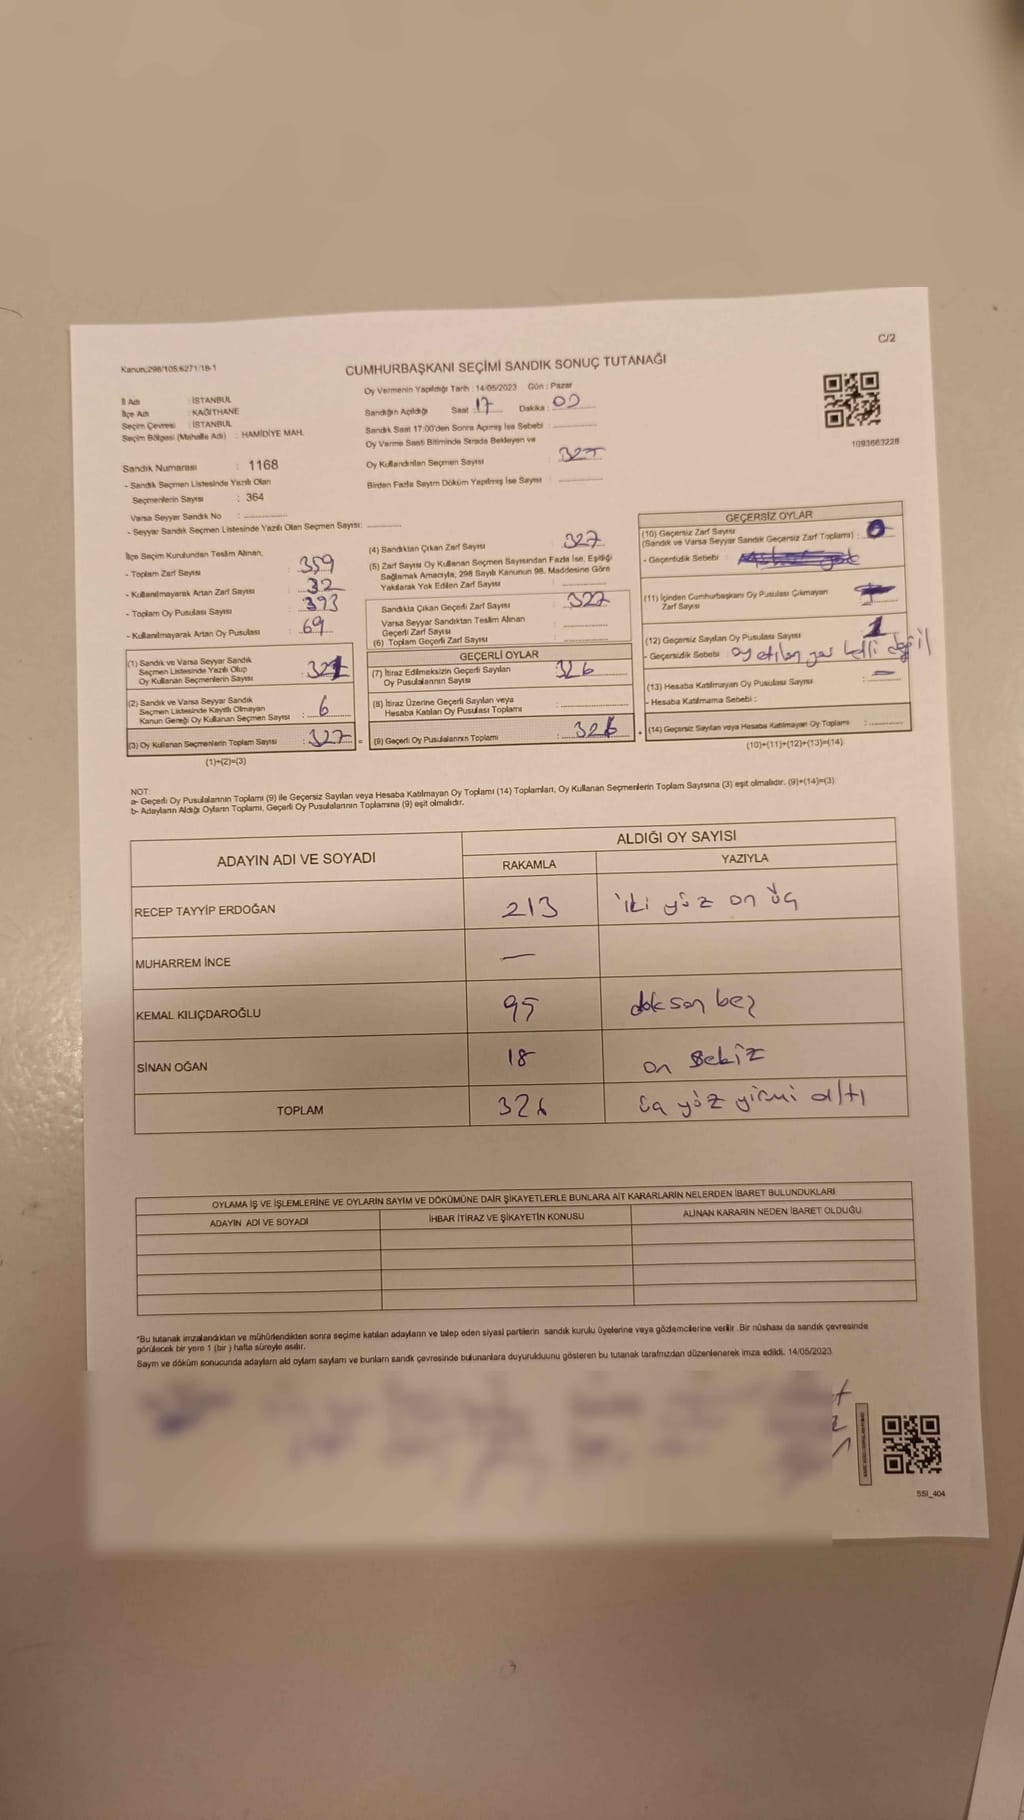 C/2
Kanun:298/105:6271/18-1
CUMHURBAŞKANI SEÇİMİ SANDIK SONUÇ TUTANAĞI
İl Adı : İSTANBUL
İlçe Adı : KAĞITHANE
Seçim Çevresi : İSTANBUL
Seçim Bölgesi (Mahalle Adı) : HAMİDİYE MAH.
Sandık Numarası : 1168
- Sandık Seçmen Listesinde Yazılı Olan
Seçmenlerin Sayısı : 364
Varsa Seyyar Sandık No :
- Seyyar Sandık Seçmen Listesinde Yazılı Olan Seçmen Sayısı:
Oy Vermenin Yapıldığı Tarih : 14/05/2023 Gün : Pazar
Sandığın Açıldığı Saat : 17 Dakika : 00
Sandık Saat 17:00'den Sonra Açılmış İse Sebebi :
Oy Verme Saati Bitiminde Sırada Bekleyen ve
Oy Kullandırılan Seçmen Sayısı :
Birden Fazla Sayım Döküm Yapılmış İse Sayısı :
1093663228
İlçe Seçim Kurulundan Teslim Alınan,
- Toplam Zarf Sayısı : 359
- Kullanılmayarak Artan Zarf Sayısı : 32
- Toplam Oy Pusulası Sayısı : 393
- Kullanılmayarak Artan Oy Pusulası : 69
(1) Sandık ve Varsa Seyyar Sandık
Seçmen Listesinde Yazılı Olup
Oy Kullanan Seçmenlerin Sayısı : 321
(2) Sandık ve Varsa Seyyar Sandık
Seçmen Listesinde Kayıtlı Olmayan
Kanun Gereği Oy Kullanan Seçmen Sayısı : 6
(3) Oy Kullanan Seçmenlerin Toplam Sayısı : 327 =
(1)+(2)=(3)
(4) Sandıktan Çıkan Zarf Sayısı : 327
(5) Zarf Sayısı Oy Kullanan Seçmen Sayısından Fazla İse, Eşitliği
Sağlamak Amacıyla; 298 Sayılı Kanunun 98. Maddesine Göre
Yakılarak Yok Edilen Zarf Sayısı :
Sandıkla Çıkan Geçerli Zarf Sayısı : 327
Varsa Seyyar Sandıktan Teslim Alınan
Geçerli Zarf Sayısı :
(6) Toplam Geçerli Zarf Sayısı :
GEÇERLİ OYLAR
(7) İtiraz Edilmeksizin Geçerli Sayılan
Oy Pusulalarının Sayısı : 326
(8) İtiraz Üzerine Geçerli Sayılan veya
Hesaba Katılan Oy Pusulası Toplamı :
(9) Geçerli Oy Pusulalarının Toplamı : 326 +
GEÇERSİZ OYLAR
(10) Geçersiz Zarf Sayısı
(Sandık ve Varsa Seyyar Sandık Geçersiz Zarf Toplamı) : 0
- Geçersizlik Sebebi :
(11) İçinden Cumhurbaşkanı Oy Pusulası Çıkmayan
Zarf Sayısı :
(12) Geçersiz Sayılan Oy Pusulası Sayısı : 1
- Geçersizlik Sebebi : oy atılan yer belli değil
(13) Hesaba Katılmayan Oy Pusulası Sayısı : —
- Hesaba Katılmama Sebebi :
(14) Geçersiz Sayılan veya Hesaba Katılmayan Oy Toplamı :
(10)+(11)+(12)+(13)=(14)
NOT:
a- Geçerli Oy Pusulalarının Toplamı (9) ile Geçersiz Sayılan veya Hesaba Katılmayan Oy Toplamı (14) Toplamları, Oy Kullanan Seçmenlerin Toplam Sayısına (3) eşit olmalıdır. (9)+(14)=(3)
b- Adayların Aldığı Oyların Toplamı, Geçerli Oy Pusulalarının Toplamına (9) eşit olmalıdır.
ADAYIN ADI VE SOYADI
ALDIĞI OY SAYISI
RAKAMLA YAZIYLA
RECEP TAYYİP ERDOĞAN 213 iki yüz on üç
MUHARREM İNCE —
KEMAL KILIÇDAROĞLU 95 doksan beş
SİNAN OĞAN 18 on sekiz
TOPLAM 326 üç yüz yirmi altı
OYLAMA İŞ VE İŞLEMLERİNE VE OYLARIN SAYIM VE DÖKÜMÜNE DAİR ŞİKAYETLERLE BUNLARA AİT KARARLARIN NELERDEN İBARET BULUNDUKLARI
ADAYIN ADI VE SOYADI İHBAR İTİRAZ VE ŞİKAYETİN KONUSU ALINAN KARARIN NEDEN İBARET OLDUĞU
*Bu tutanak imzalandıktan ve mühürlendikten sonra seçime katılan adayların ve talep eden siyasi partilerin sandık kurulu üyelerine veya gözlemcilerine verilir .Bir nüshası da sandık çevresinde
görülecek bir yere 1 (bir ) hafta süreyle asılır.
Sayım ve döküm sonucunda adayların ald oyların sayların ve bunların sandk çevresinde bulunanlara duyurulduunu gösteren bu tutanak tarafmzdan düzenlenerek imza edildi. 14/05/2023
SSI_404